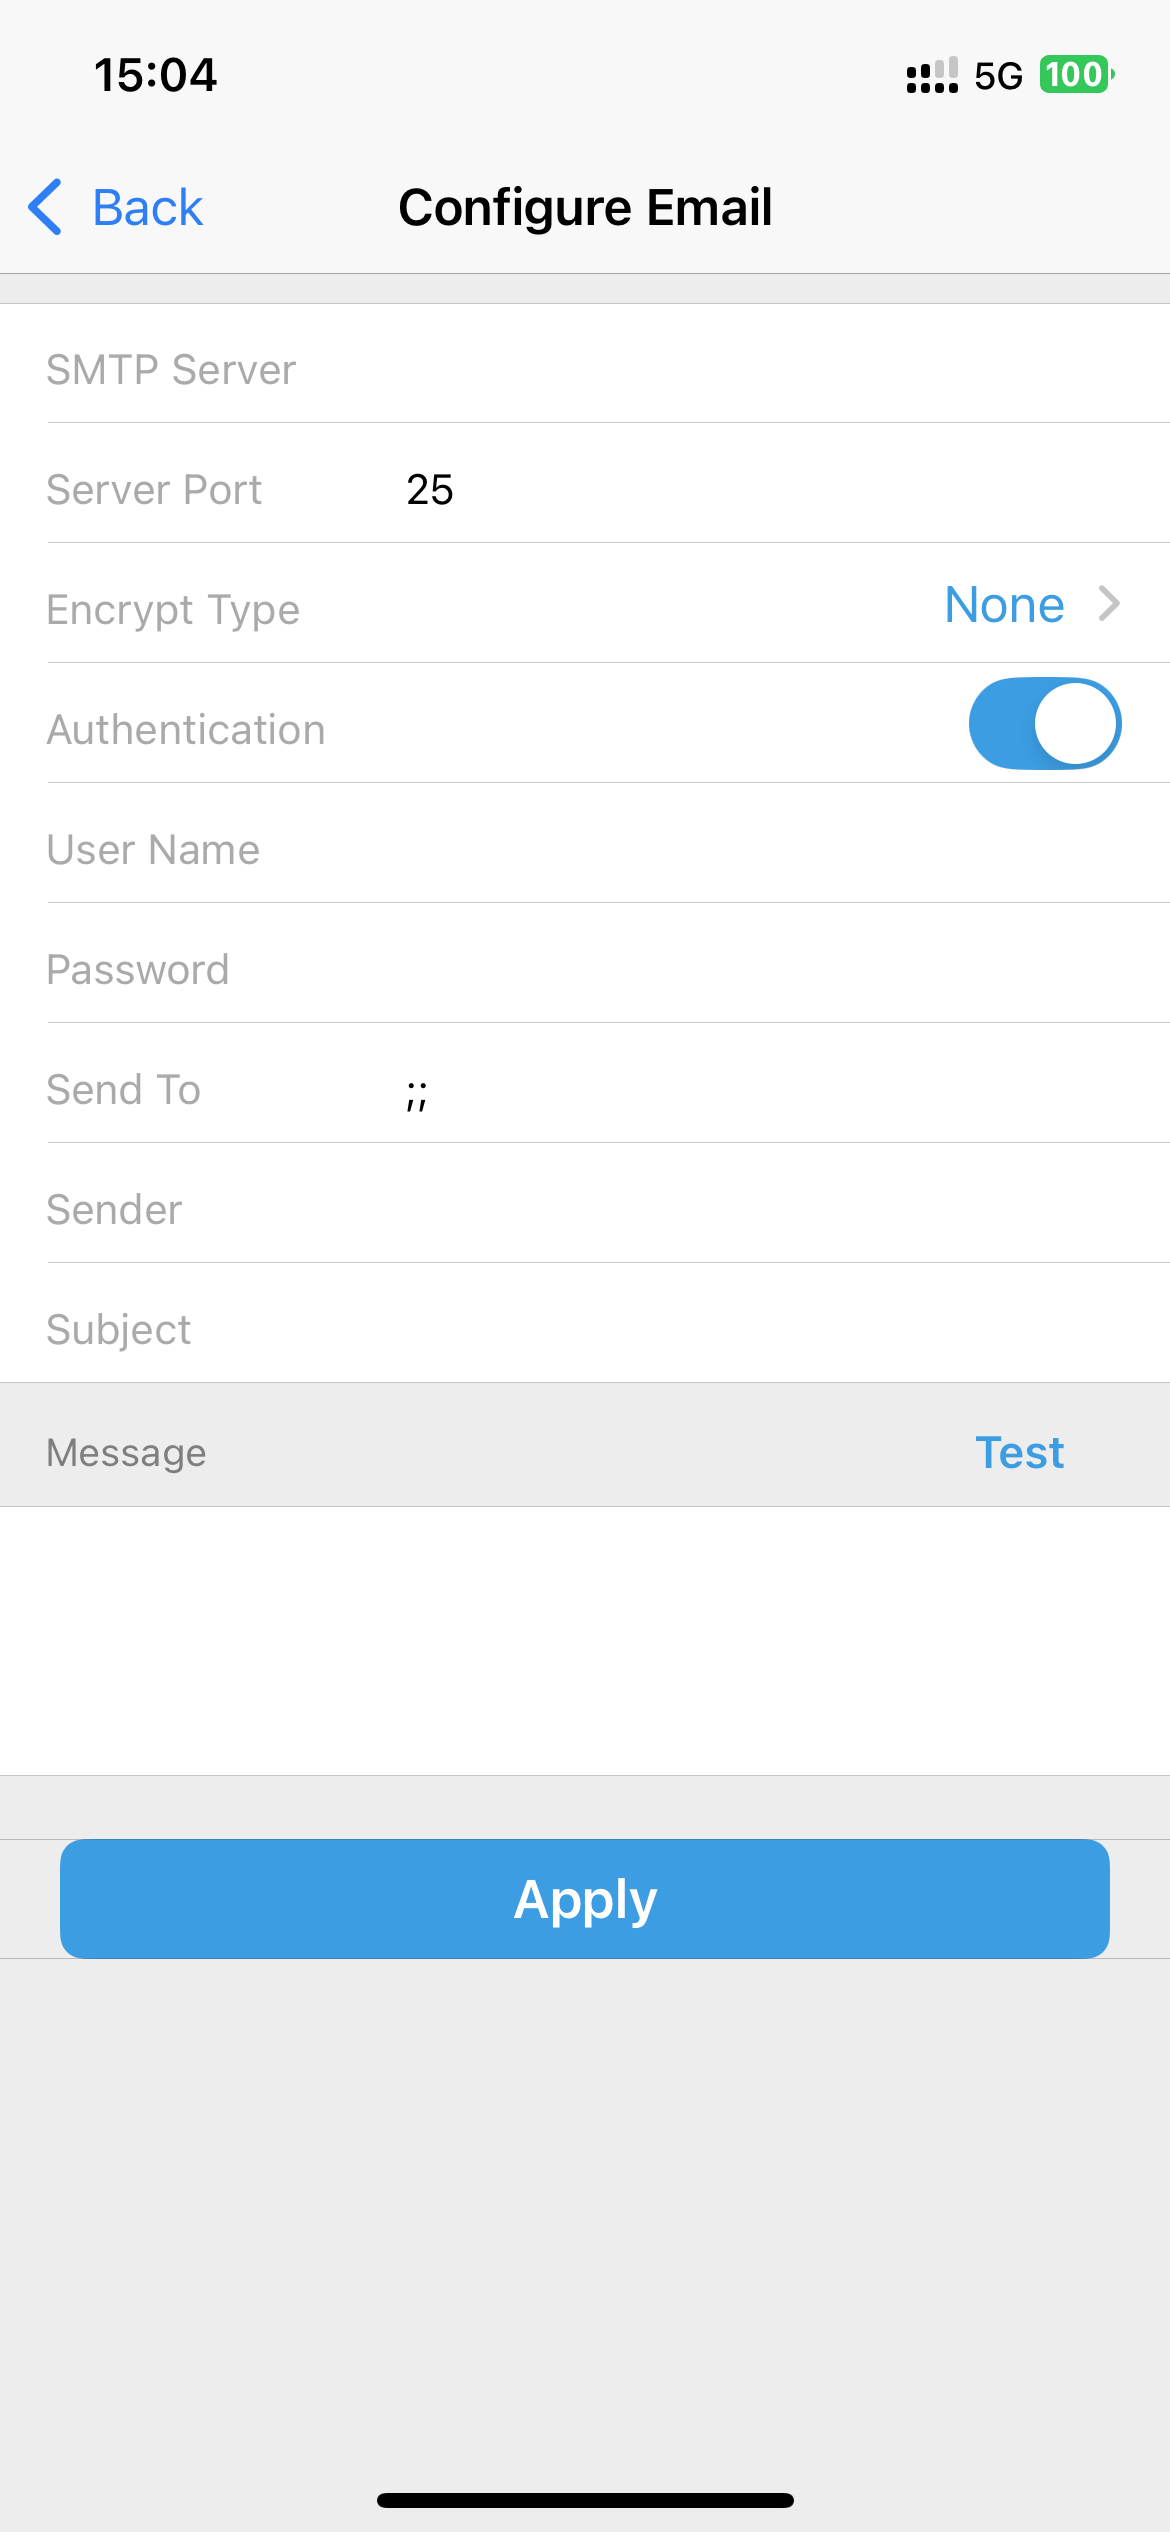 15:04 5G 100
Back Configure Email
SMTP Server
Server Port 25
Encrypt Type None
Authentication
User Name
Password
Send To ;;
Sender
Subject
Message Test
Apply